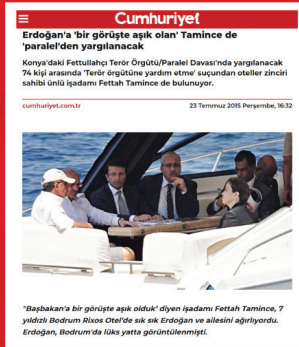 Cumhuriyet
Erdoğan'a 'bir görüşte aşık olan' Tamince de
'paralel'den yargılanacak
Konya'daki Fettullahçı Terör Örgütü/Paralel Davası'nda yargılanacak
74 kişi arasında 'Terör örgütüne yardım etme' suçundan oteller zinciri
sahibi ünlü işadamı Fettah Tamince de bulunuyor.
cumhuriyet.com.tr
23 Temmuz 2015 Perşembe, 16:32
"Başbakan'a bir görüşte aşık olduk' diyen işadamı Fettah Tamince, 7
yıldızlı Bodrum Rixos Otel'de sık sık Erdoğan ve ailesini ağırlıyordu.
Erdoğan, Bodrum'da lüks yatta görüntülenmişti.